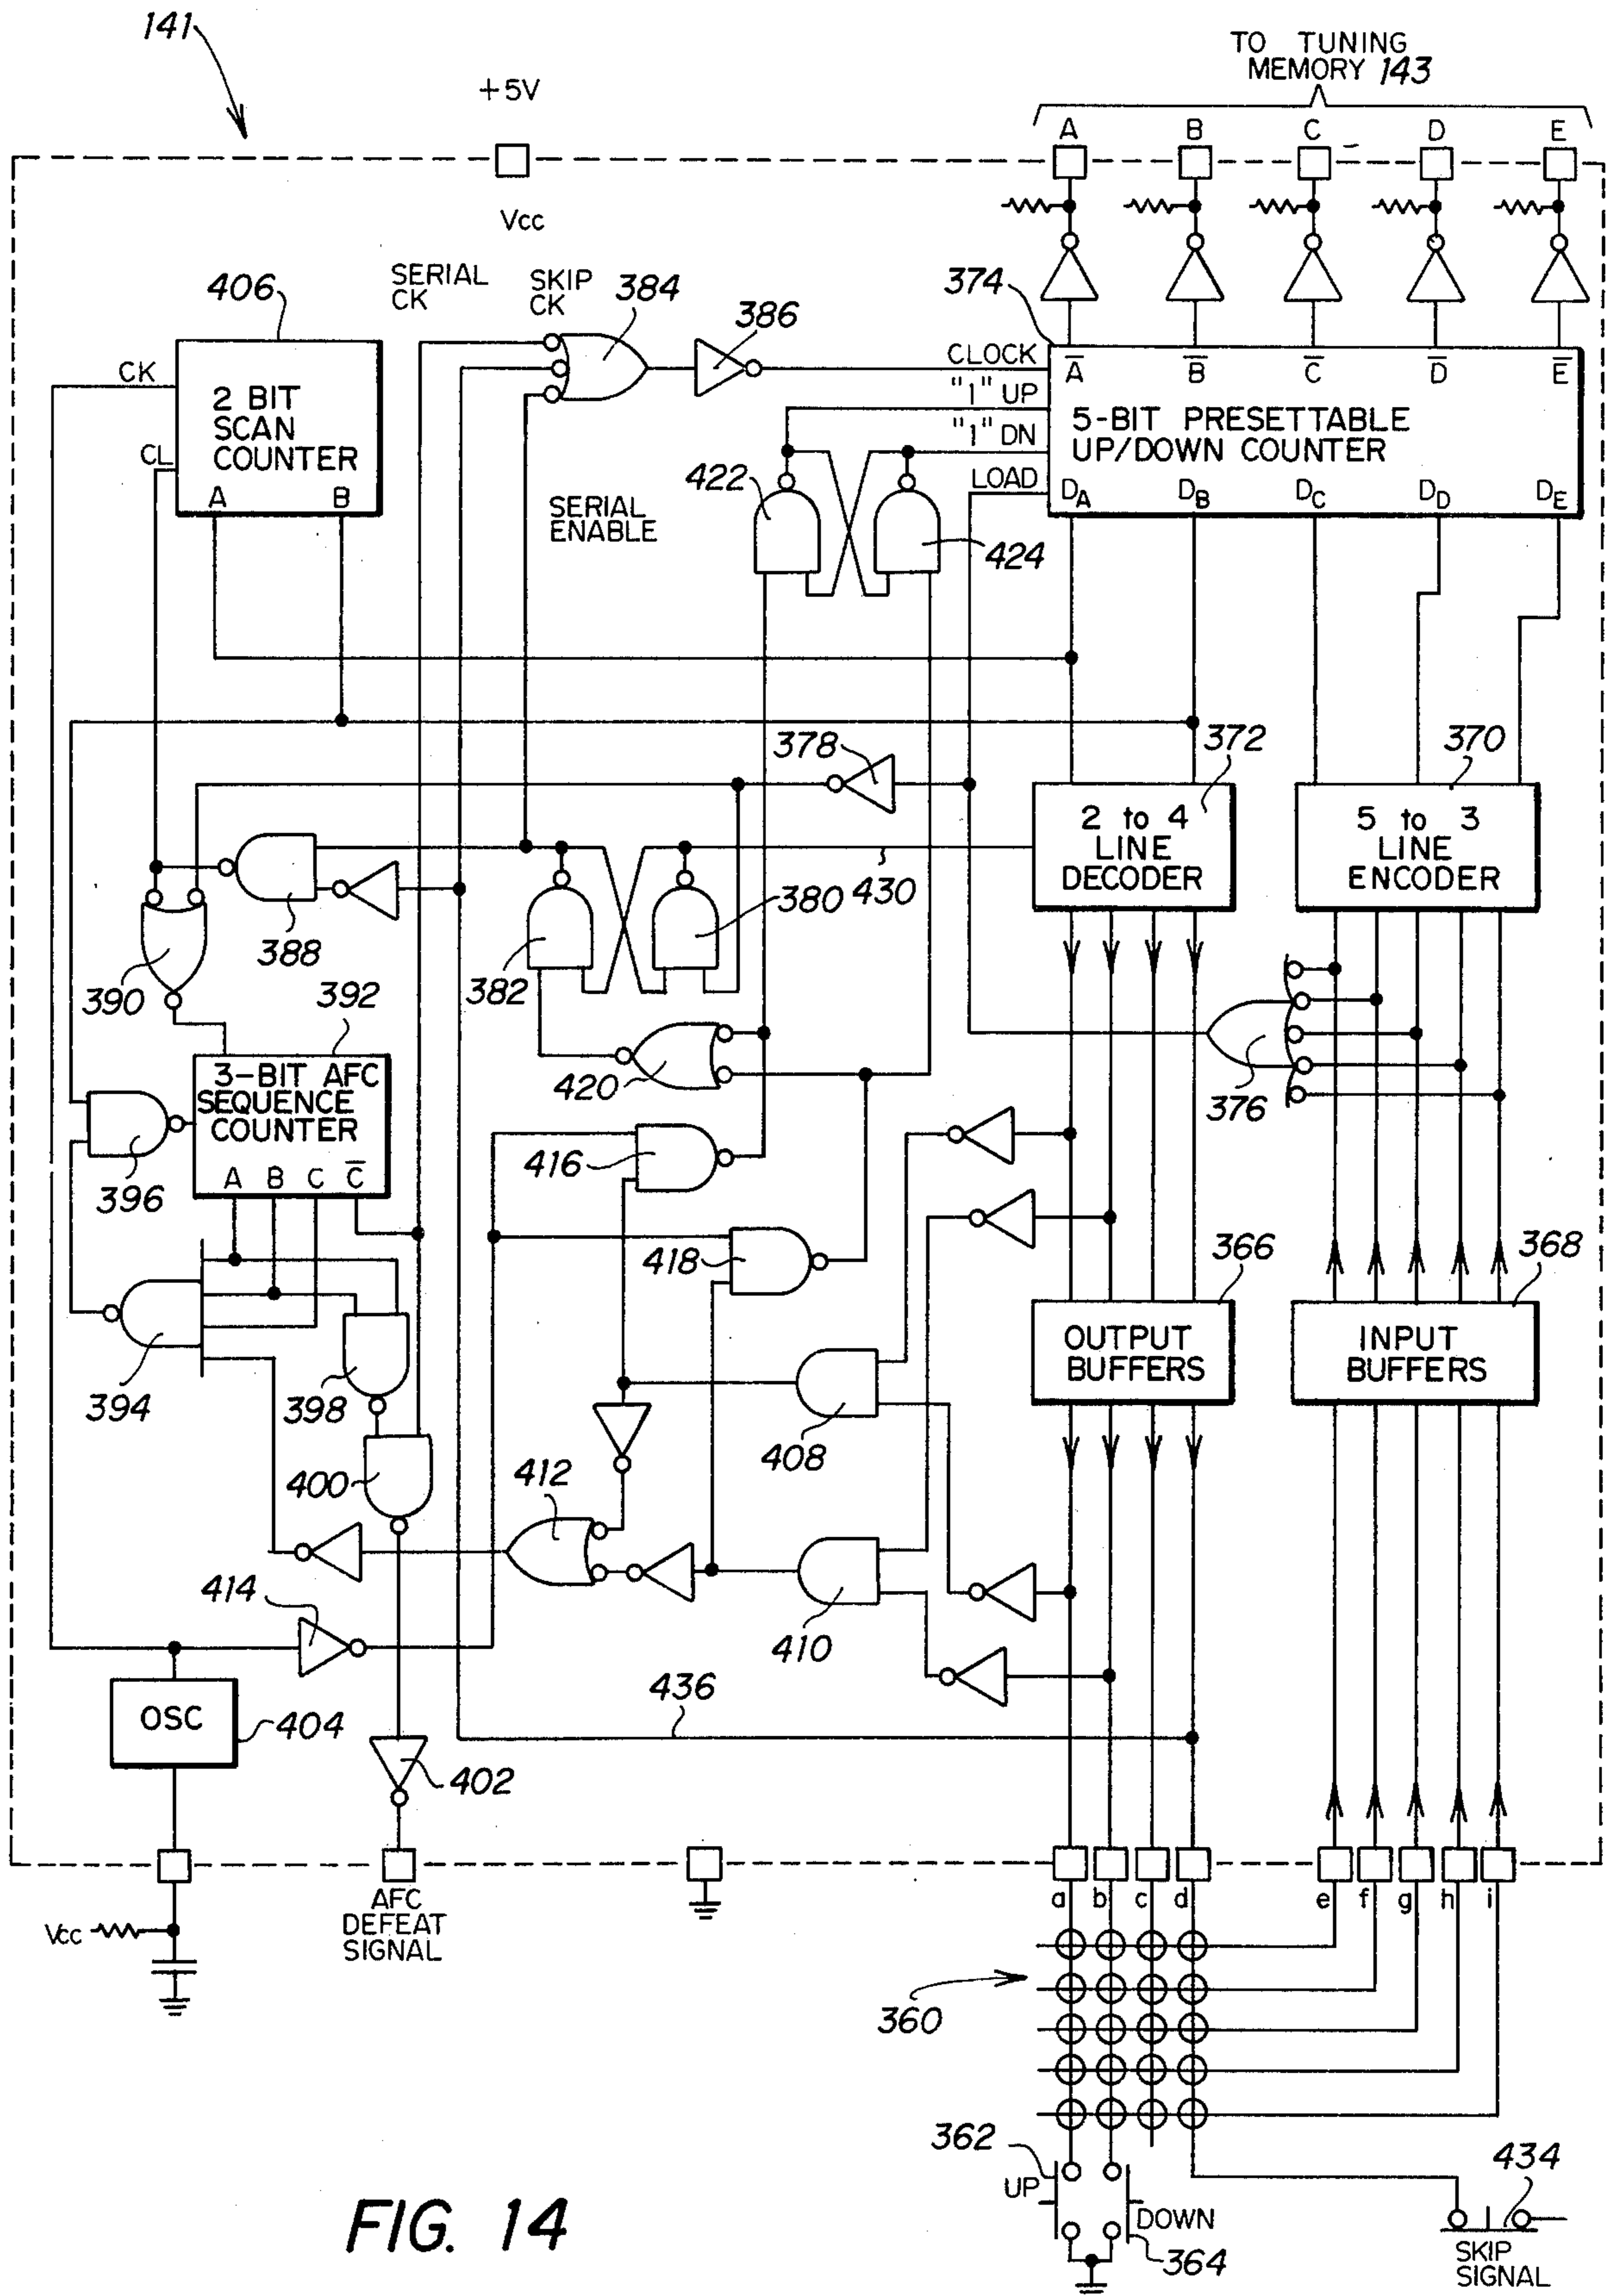 141
TO TUNING
MEMORY 143
+5V
A B C D E
Vcc
406
SERIAL
CK
SKIP
CK
384
386
374
CK
2 BIT
SCAN
COUNTER
CL
A B
CLOCK
"1" UP
"1" DN
LOAD
A̅ B̅ C̅ D̅ E̅
5-BIT PRESETTABLE
UP/DOWN COUNTER
DA DB DC DD DE
422
424
SERIAL
ENABLE
378
372
370
2 to 4
LINE
DECODER
5 to 3
LINE
ENCODER
430
388
390
382
380
392
3-BIT AFC
SEQUENCE
COUNTER
A B C C̅
396
420
376
416
418
366
368
OUTPUT
BUFFERS
INPUT
BUFFERS
394
398
408
400
412
414
410
OSC
404
436
402
AFC
DEFEAT
SIGNAL
Vcc
a b c d e f g h i
360
362
UP
DOWN
364
434
SKIP
SIGNAL
FIG. 14